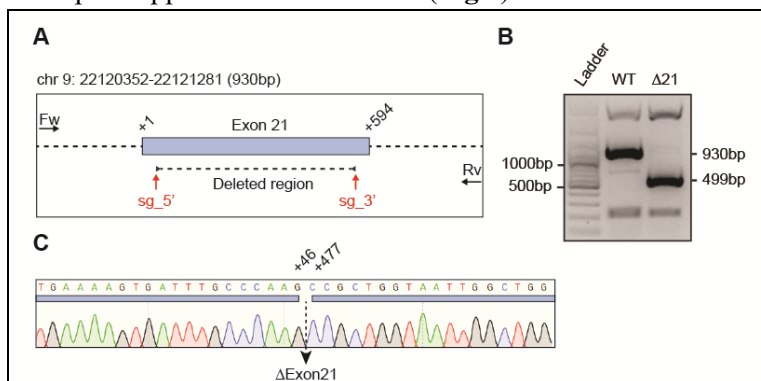 A
B
chr 9: 22120352-22121281 (930bp)
Ladder
WT
Δ21
Fw
+1
Exon 21
+594
Deleted region
Rv
sg_5'
sg_3'
1000bp
500bp
930bp
499bp
C
+46
+477
TGAAAAGTGATTTGCCCAAGCCGCTGGTAATTGGCTGG
ΔExon21